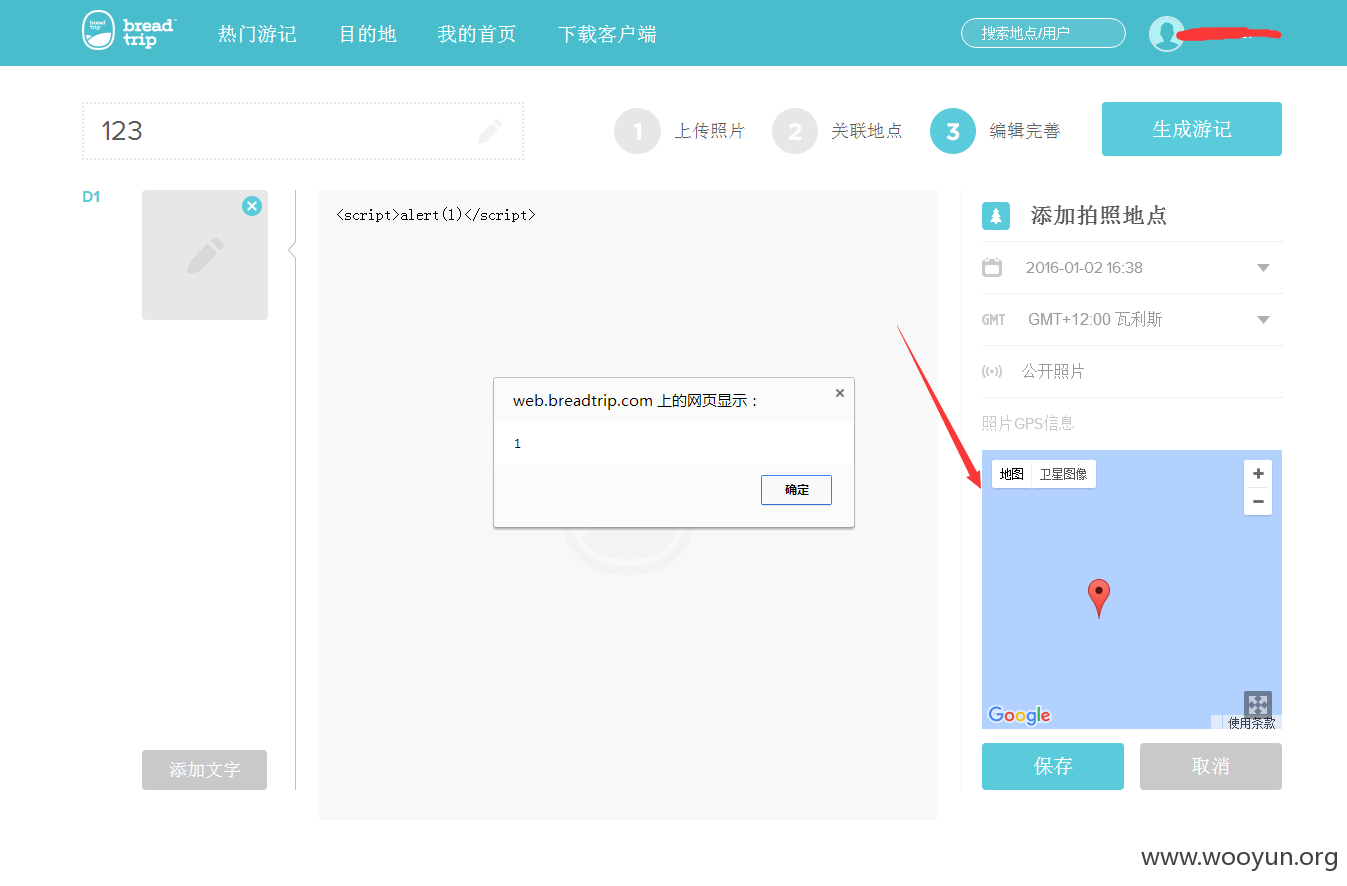 bread trip
bread trip™
热门游记 目的地 我的首页 下载客户端
搜索地点/用户
123
1 上传照片 2 关联地点 3 编辑完善
生成游记
D1
<script>alert(1)</script>
添加拍照地点
2016-01-02 16:38
GMT GMT+12:00 瓦利斯
公开照片
照片GPS信息
web.breadtrip.com 上的网页显示：
×
1
确定
地图 卫星图像
+
−
Google
使用条款
添加文字
保存 取消
www.wooyun.org